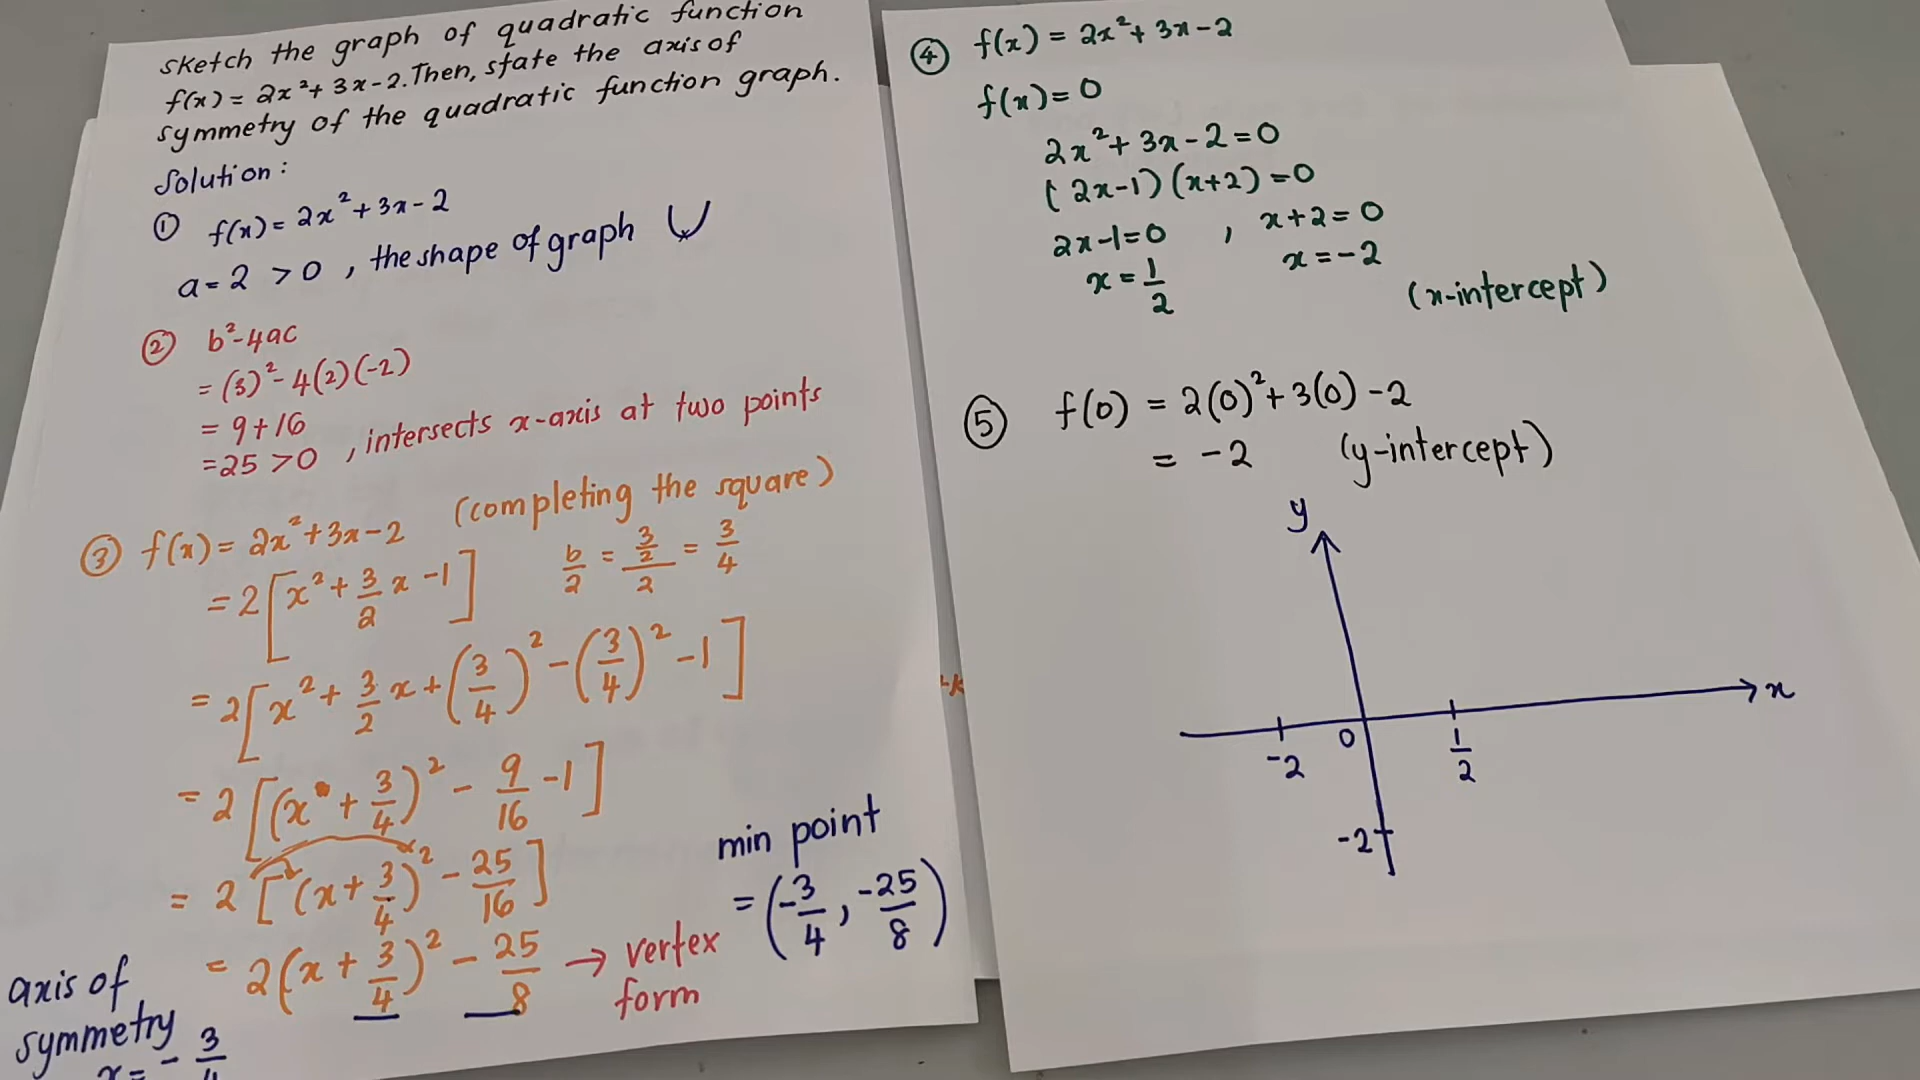 sketch the graph of quadratic function
f(x) = 2x²+ 3x-2. Then, state the axis of
symmetry of the quadratic function graph.
Solution :
① f(x) = 2x²+3x-2
a = 2 > 0 , the shape of graph
② b²-4ac
= (3)²- 4(2)(-2)
= 9+16
=25 >0 , intersects x-axis at two points
③ f(x) = 2x²+3x-2 (completing the square)
= 2[x²+ 3/2 x -1] b/2 = 3/2/2 = 3/4
= 2[x²+ 3/2 x + (3/4)² - (3/4)² -1]
= 2[(x + 3/4)² - 9/16 -1]
= 2[(x+ 3/4)² - 25/16]
= 2(x + 3/4)² - 25/8 → vertex form
min point
= (-3/4 , -25/8)
axis of
symmetry
x = - 3/4
④ f(x) = 2x²+ 3x-2
f(x)= 0
2x²+ 3x-2=0
(2x-1)(x+2)=0
2x-1=0 , x+2=0
x = 1/2 x = -2
(x-intercept)
⑤ f(0) = 2(0)²+3(0)-2
= -2 (y-intercept)
y
x
-2 0 1/2
-2